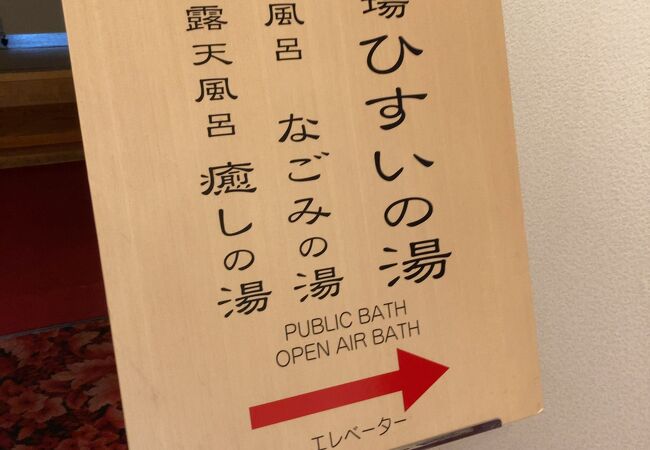 場ひすいの湯
風呂 なごみの湯
露天風呂 癒しの湯
PUBLIC BATH
OPEN AIR BATH
エレベーター